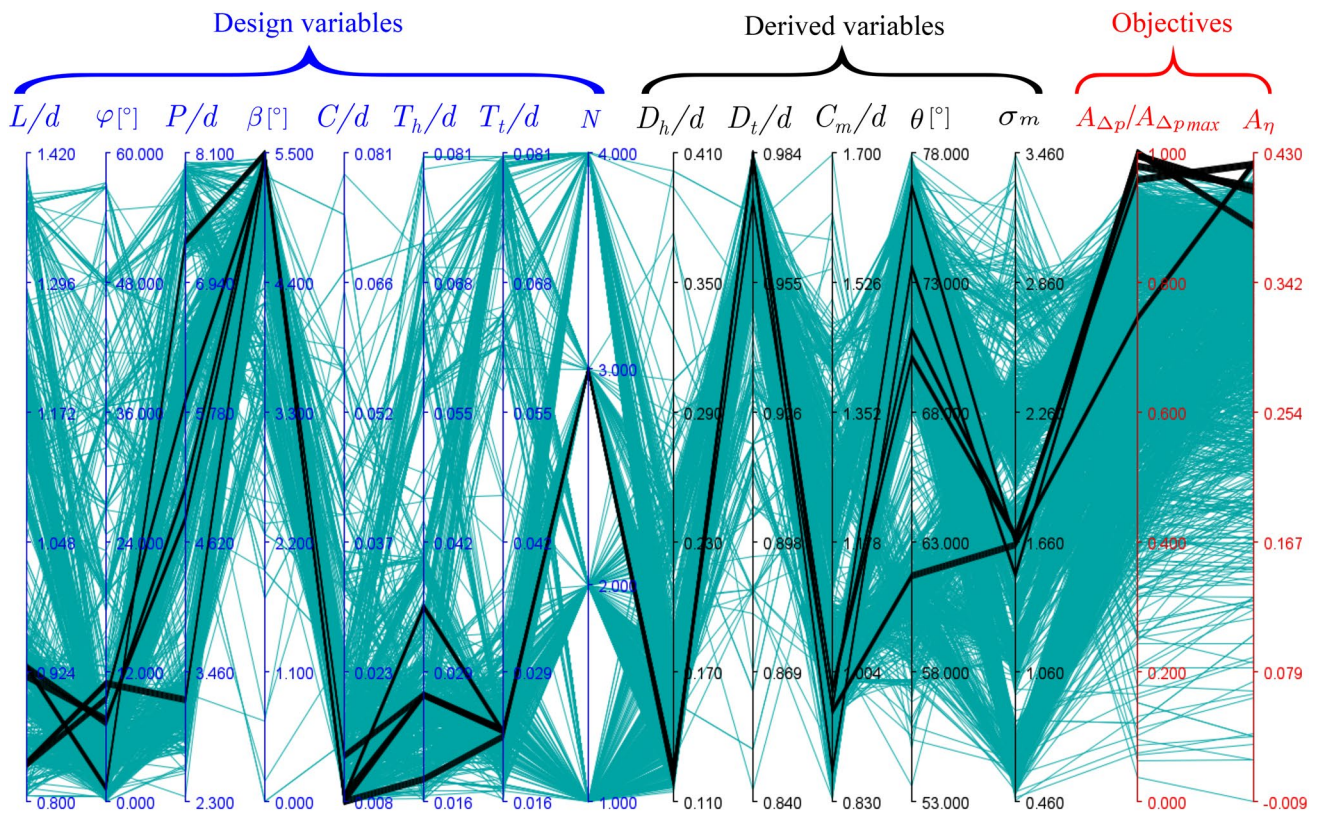 Design variables Derived variables Objectives
L/d φ[°] P/d β[°] C/d T_h/d T_t/d N D_h/d D_t/d C_m/d θ[°] σ_m A_Δp/A_Δp max A_η
1.420 60.000 8.100 5.500 0.081 0.081 0.081 4.000 0.410 0.984 1.700 78.000 3.460 1.000 0.430
1.296 48.000 6.940 4.400 0.066 0.068 0.068 0.350 0.955 1.526 73.000 2.860 0.800 0.342
3.000
1.172 36.000 5.780 3.300 0.052 0.055 0.055 0.290 0.926 1.352 68.000 2.260 0.600 0.254
1.048 24.000 4.620 2.200 0.037 0.042 0.042 0.230 0.898 1.178 63.000 1.660 0.400 0.167
2.000
0.924 12.000 3.460 1.100 0.023 0.029 0.029 0.170 0.869 1.004 58.000 1.060 0.200 0.079
0.800 0.000 2.300 0.000 0.008 0.016 0.016 1.000 0.110 0.840 0.830 53.000 0.460 0.000 -0.009